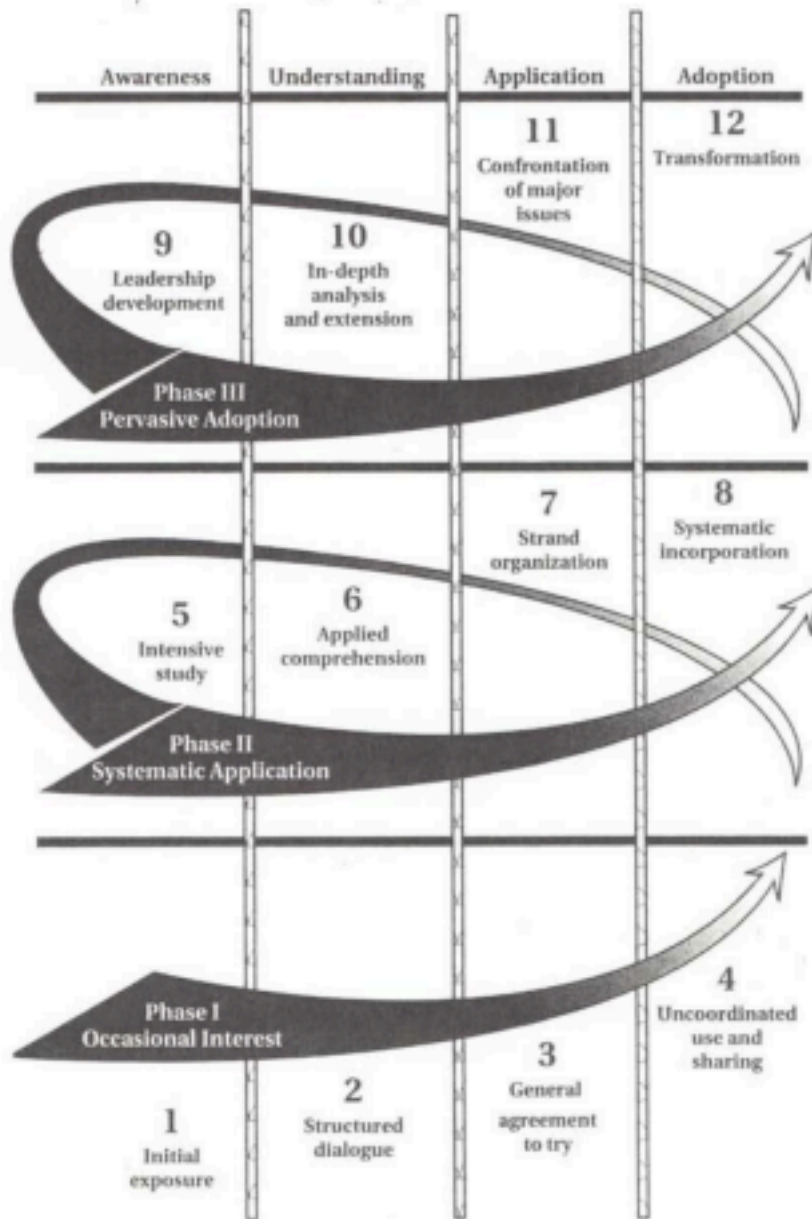 Awareness Understanding Application Adoption
11
Confrontation
of major
issues
12
Transformation
9
Leadership
development
10
In-depth
analysis
and extension
Phase III
Pervasive Adoption
7
Strand
organization
8
Systematic
incorporation
5
Intensive
study
6
Applied
comprehension
Phase II
Systematic Application
Phase I
Occasional Interest
4
Uncoordinated
use and
sharing
3
General
agreement
to try
2
Structured
dialogue
1
Initial
exposure